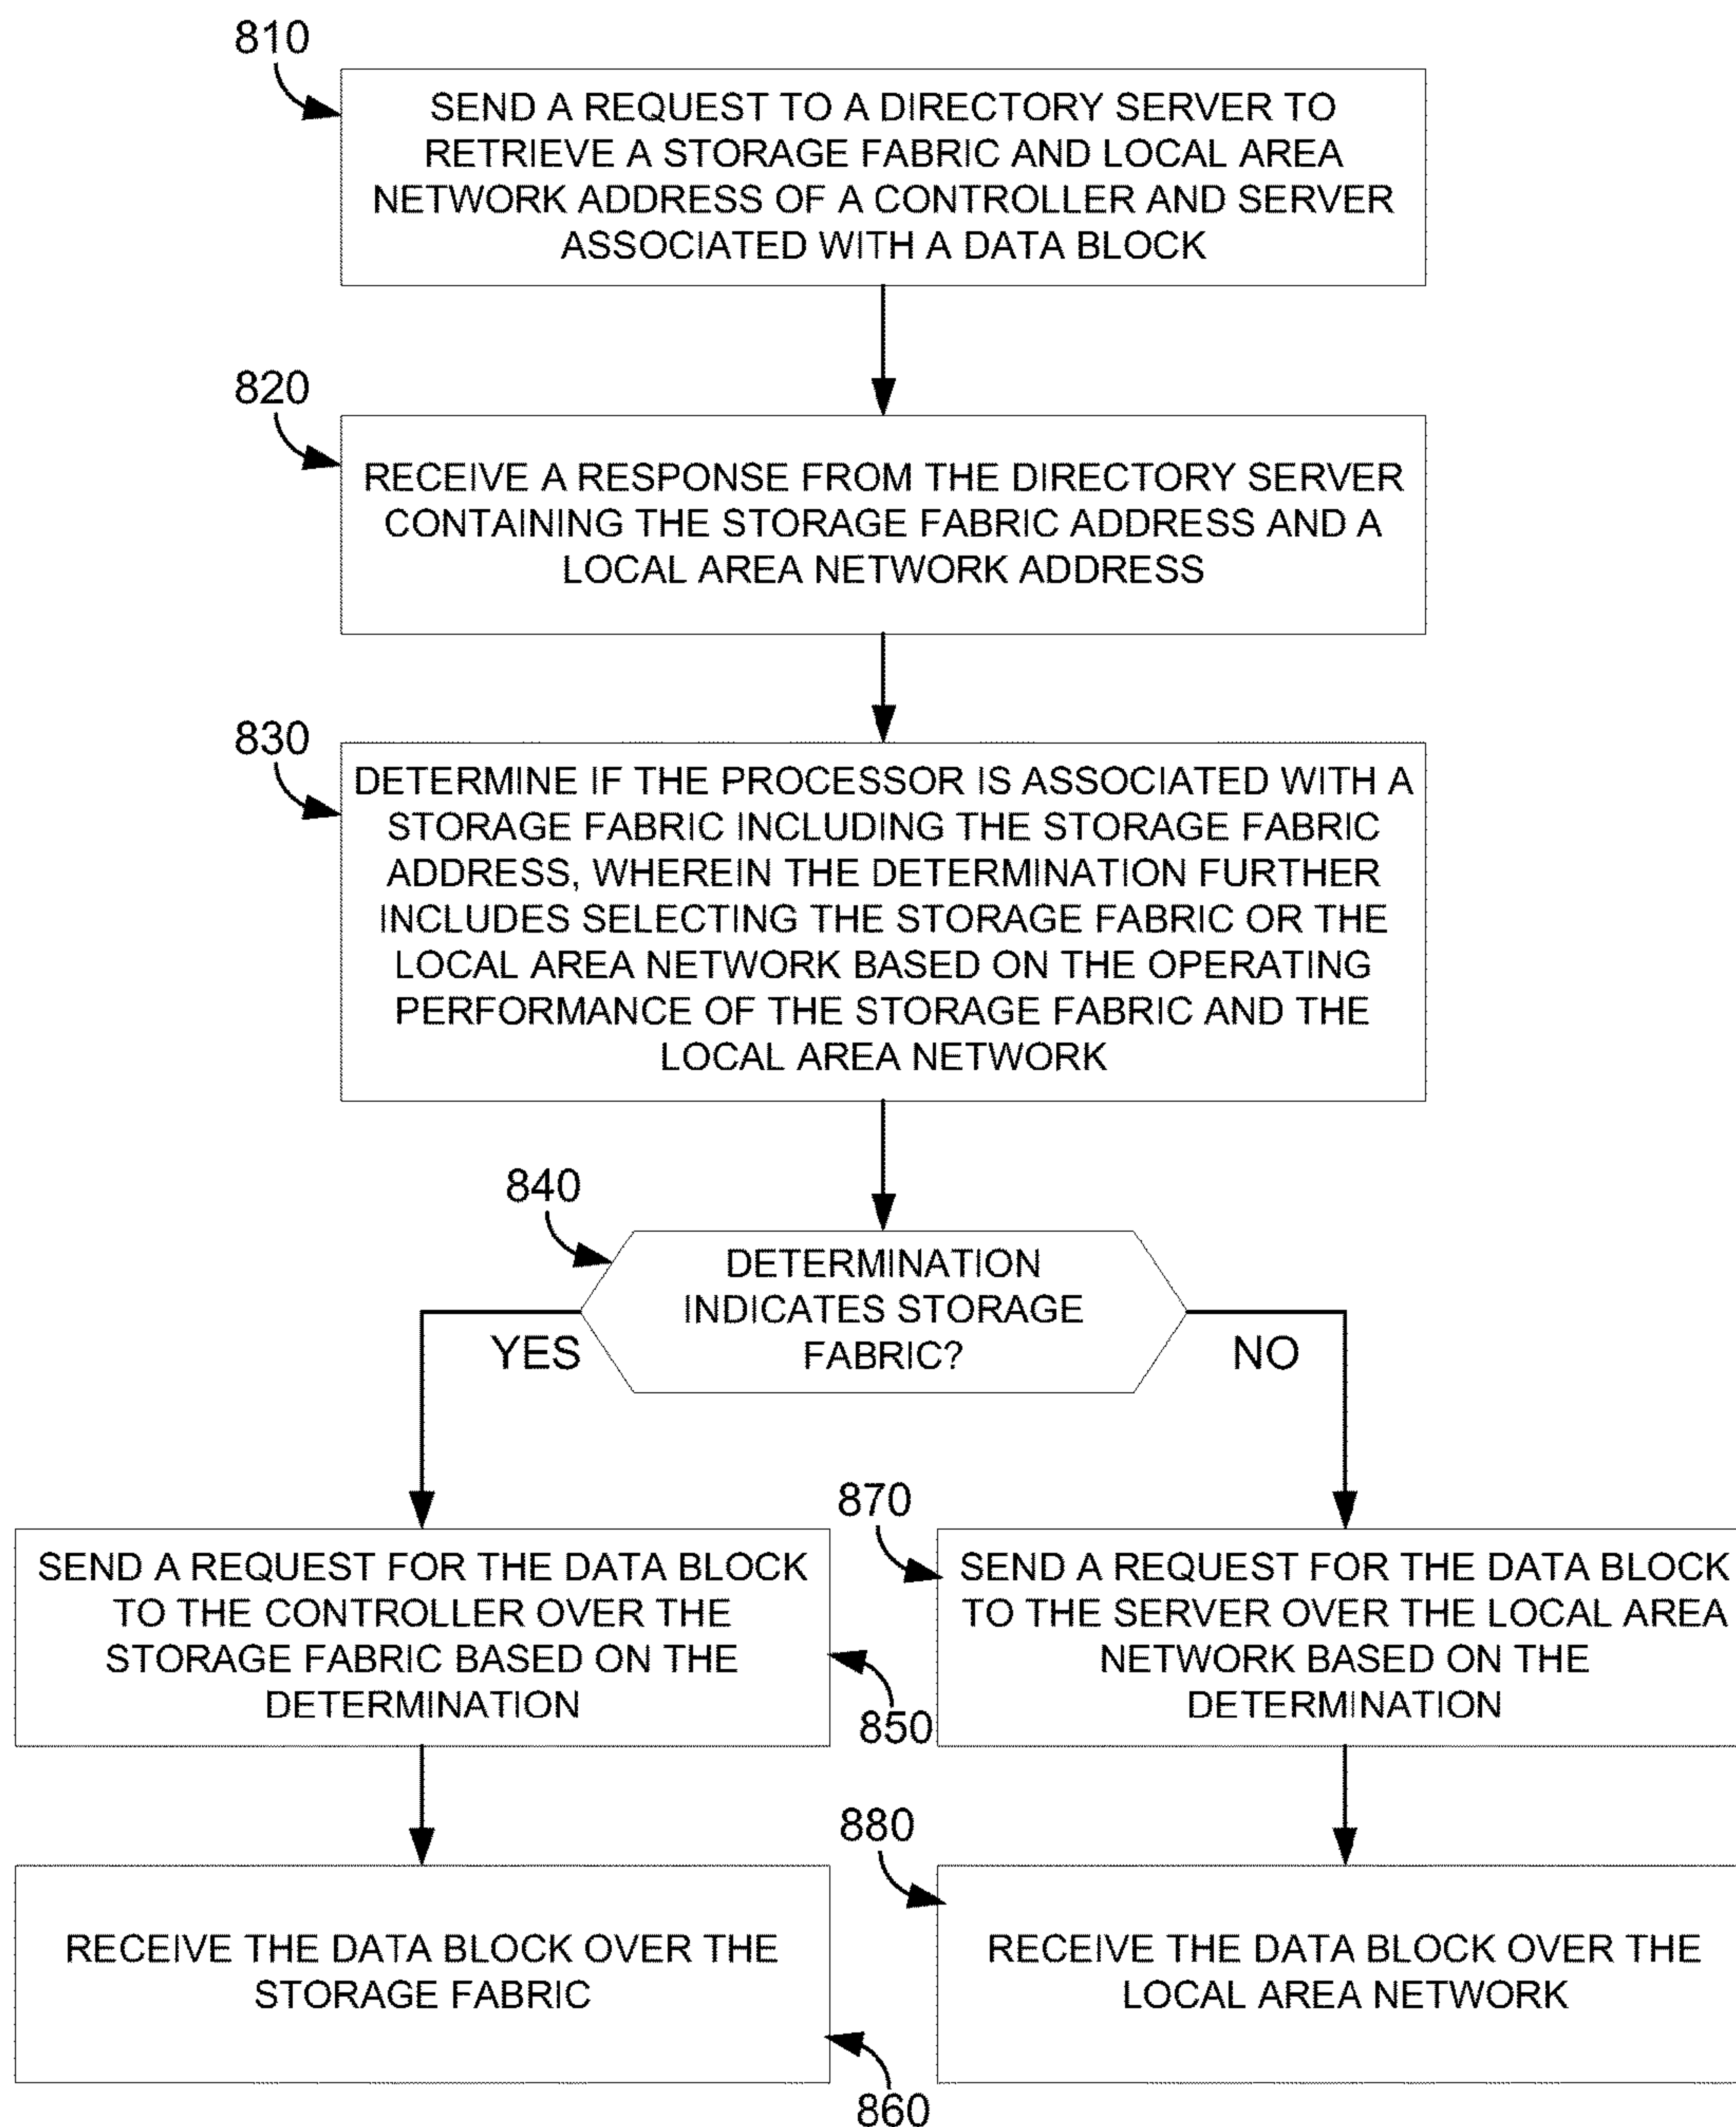 810
SEND A REQUEST TO A DIRECTORY SERVER TO
RETRIEVE A STORAGE FABRIC AND LOCAL AREA
NETWORK ADDRESS OF A CONTROLLER AND SERVER
ASSOCIATED WITH A DATA BLOCK
820
RECEIVE A RESPONSE FROM THE DIRECTORY SERVER
CONTAINING THE STORAGE FABRIC ADDRESS AND A
LOCAL AREA NETWORK ADDRESS
830
DETERMINE IF THE PROCESSOR IS ASSOCIATED WITH A
STORAGE FABRIC INCLUDING THE STORAGE FABRIC
ADDRESS, WHEREIN THE DETERMINATION FURTHER
INCLUDES SELECTING THE STORAGE FABRIC OR THE
LOCAL AREA NETWORK BASED ON THE OPERATING
PERFORMANCE OF THE STORAGE FABRIC AND THE
LOCAL AREA NETWORK
840
DETERMINATION
INDICATES STORAGE
FABRIC?
YES
NO
SEND A REQUEST FOR THE DATA BLOCK
TO THE CONTROLLER OVER THE
STORAGE FABRIC BASED ON THE
DETERMINATION
850
870
SEND A REQUEST FOR THE DATA BLOCK
TO THE SERVER OVER THE LOCAL AREA
NETWORK BASED ON THE
DETERMINATION
RECEIVE THE DATA BLOCK OVER THE
STORAGE FABRIC
860
880
RECEIVE THE DATA BLOCK OVER THE
LOCAL AREA NETWORK